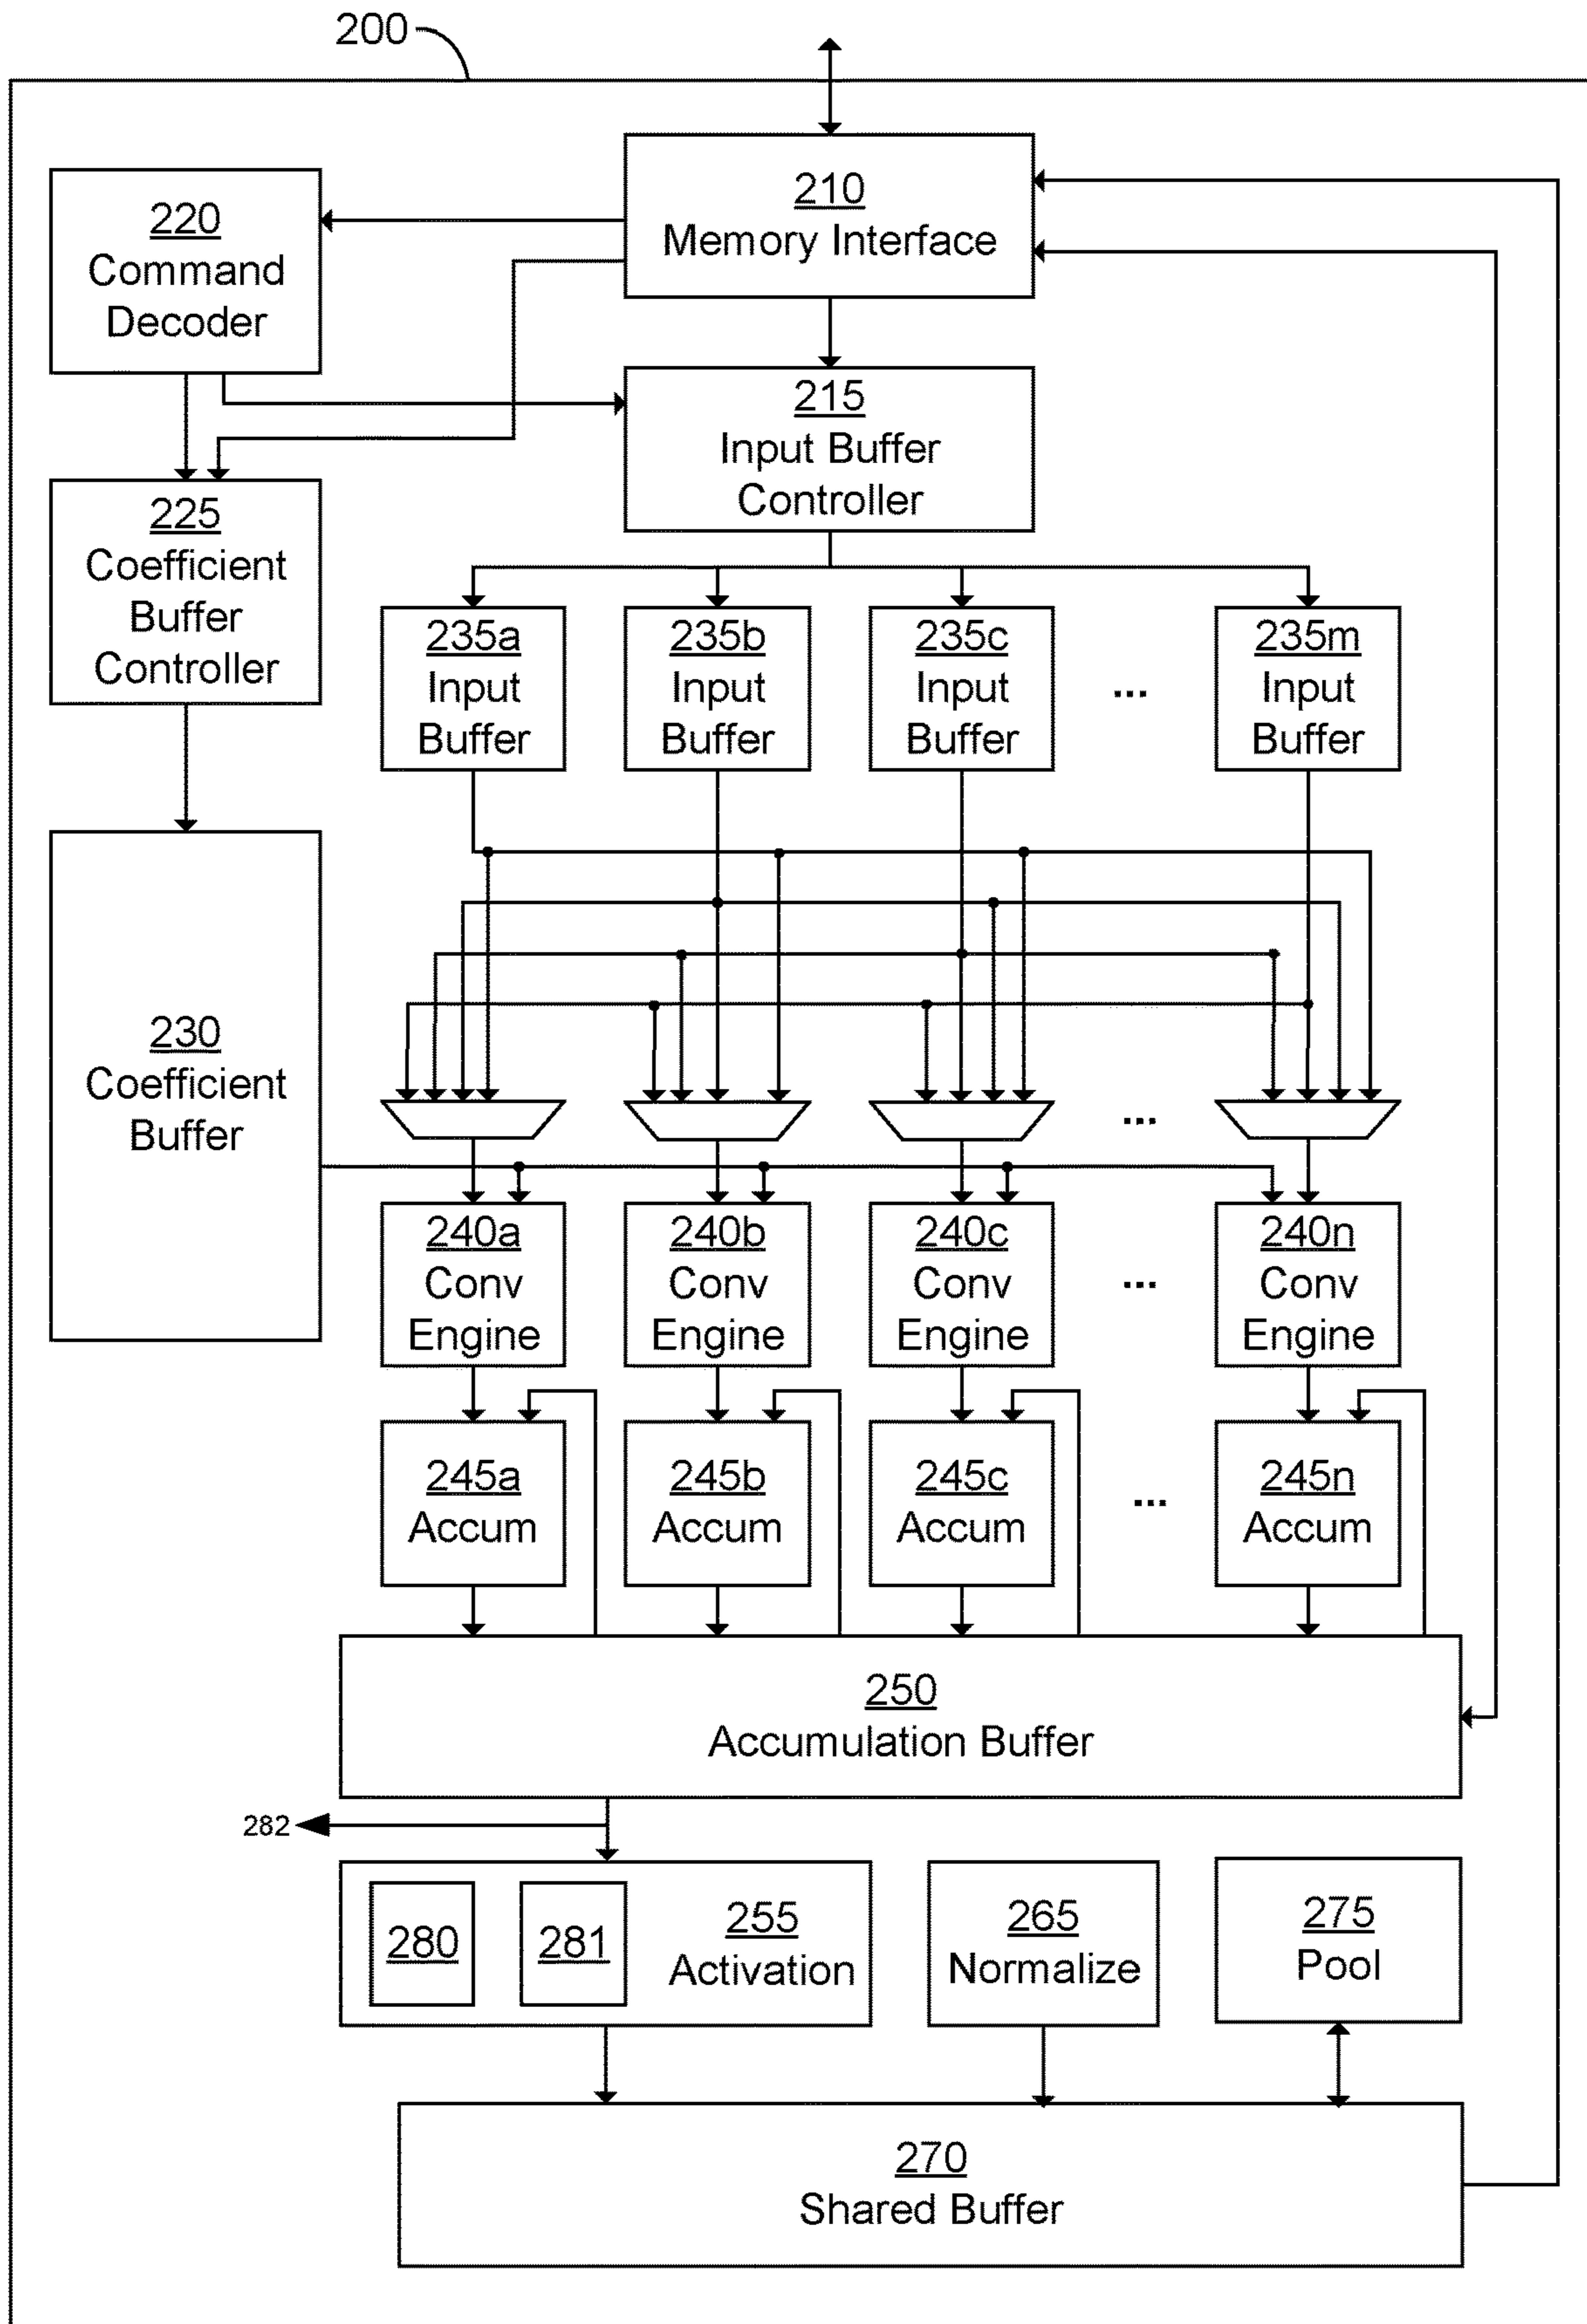 200
210
Memory Interface
220
Command
Decoder
215
Input Buffer
Controller
225
Coefficient
Buffer
Controller
235a
Input
Buffer
235b
Input
Buffer
235c
Input
Buffer
...
235m
Input
Buffer
230
Coefficient
Buffer
...
240a
Conv
Engine
240b
Conv
Engine
240c
Conv
Engine
...
240n
Conv
Engine
245a
Accum
245b
Accum
245c
Accum
...
245n
Accum
250
Accumulation Buffer
282
280
281
255
Activation
265
Normalize
275
Pool
270
Shared Buffer